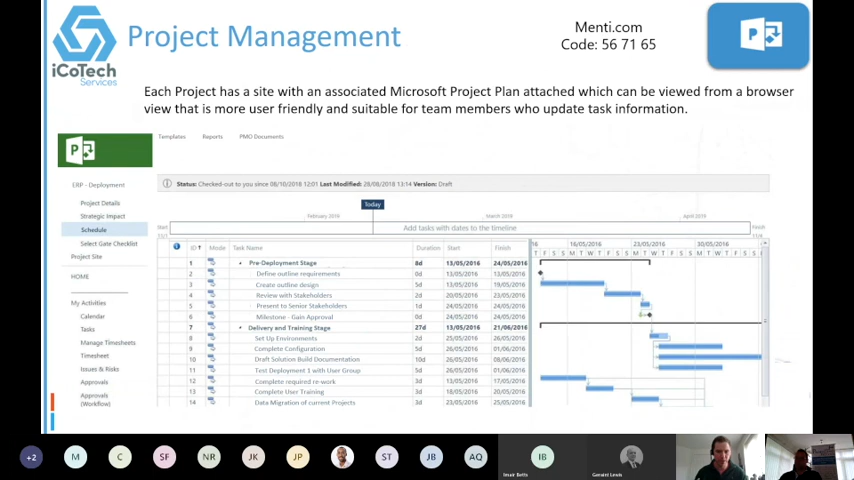 Project Management
Menti.com
Code: 56 71 65
iCoTech
Services
Each Project has a site with an associated Microsoft Project Plan attached which can be viewed from a browser
view that is more user friendly and suitable for team members who update task information.
Templates Reports PMO Documents
ERP - Deployment
Status: Checked-out to you since 08/10/2018 12:01 Last Modified: 28/08/2018 13:14 Version: Draft
Project Details
Strategic Impact
Schedule
Select Gate Checklist
Project Site
HOME
My Activities
Calendar
Tasks
Manage Timesheets
Timesheet
Issues & Risks
Approvals
Approvals
(Workflow)
Today
February 2019 March 2019 April 2019
Start Add tasks with dates to the timeline Finish
ID Mode Task Name Duration Start Finish
16/05/2016 23/05/2016 30/05/2016
1 Pre-Deployment Stage 8d 13/05/2016 24/05/2016
2 Define outline requirements 0d 13/05/2016 13/05/2016
3 Create outline design 5d 13/05/2016 19/05/2016
4 Review with Stakeholders 2d 20/05/2016 23/05/2016
5 Present to Senior Stakeholders 1d 24/05/2016 24/05/2016
6 Milestone - Gain Approval 0d 24/05/2016 24/05/2016
7 Delivery and Training Stage 27d 13/05/2016 21/06/2016
8 Set Up Environments 2d 25/05/2016 26/05/2016
9 Complete Configuration 5d 26/05/2016 01/06/2016
10 Draft Solution Build Documentation 10d 26/05/2016 08/06/2016
11 Test Deployment 1 with User Group 5d 26/05/2016 01/06/2016
12 Complete required re-work 3d 13/05/2016 17/05/2016
13 Complete User Training 3d 18/05/2016 20/05/2016
14 Data Migration of current Projects 3d 23/05/2016 25/05/2016
+2 M C SF NR JK JP ST JB AQ IB
Geraint Lewis